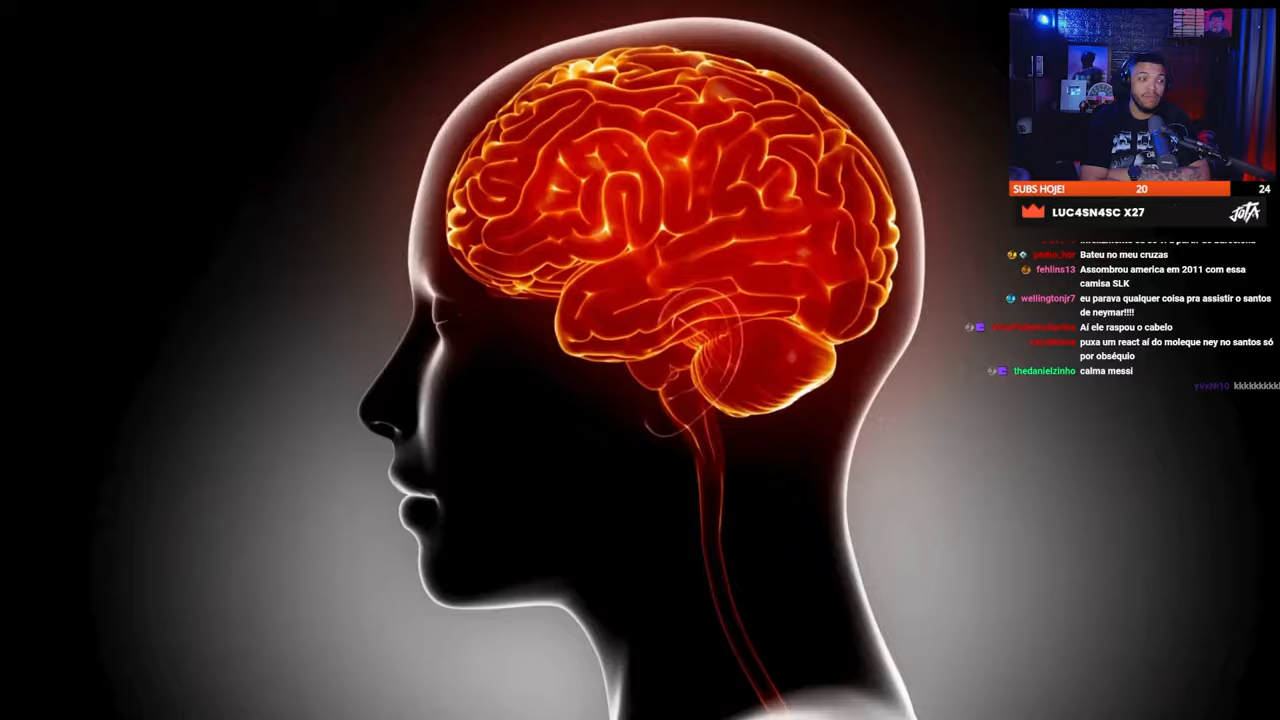 SUBS HOJE! 20 24
LUC4SN4SC X27
JOTA
Bateu no meu cruzas
fehlins13 Assombrou america em 2011 com essa
camisa SLK
wellingtonjr7 eu parava qualquer coisa pra assistir o santos
de neymar!!!!
Aí ele raspou o cabelo
puxa um react aí do moleque ney no santos só
por obséquio
thedanielzinho calma messi